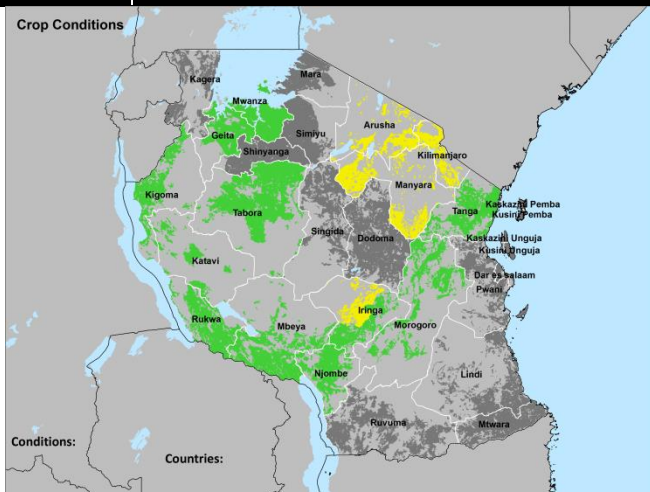 Crop Conditions
Kagera
Mara
Mwanza
Arusha
Geita
Simiyu
Shinyanga
Kilimanjaro
Manyara
Kigoma
Kaskazini Pemba
Tabora
Tanga
Kusini Pemba
Singida
Dodoma
Kaskazini Unguja
Kusini Unguja
Katavi
Dar es salaam
Pwani
Iringa
Rukwa
Mbeya
Morogoro
Njombe
Lindi
Ruvuma
Mtwara
Conditions:
Countries: